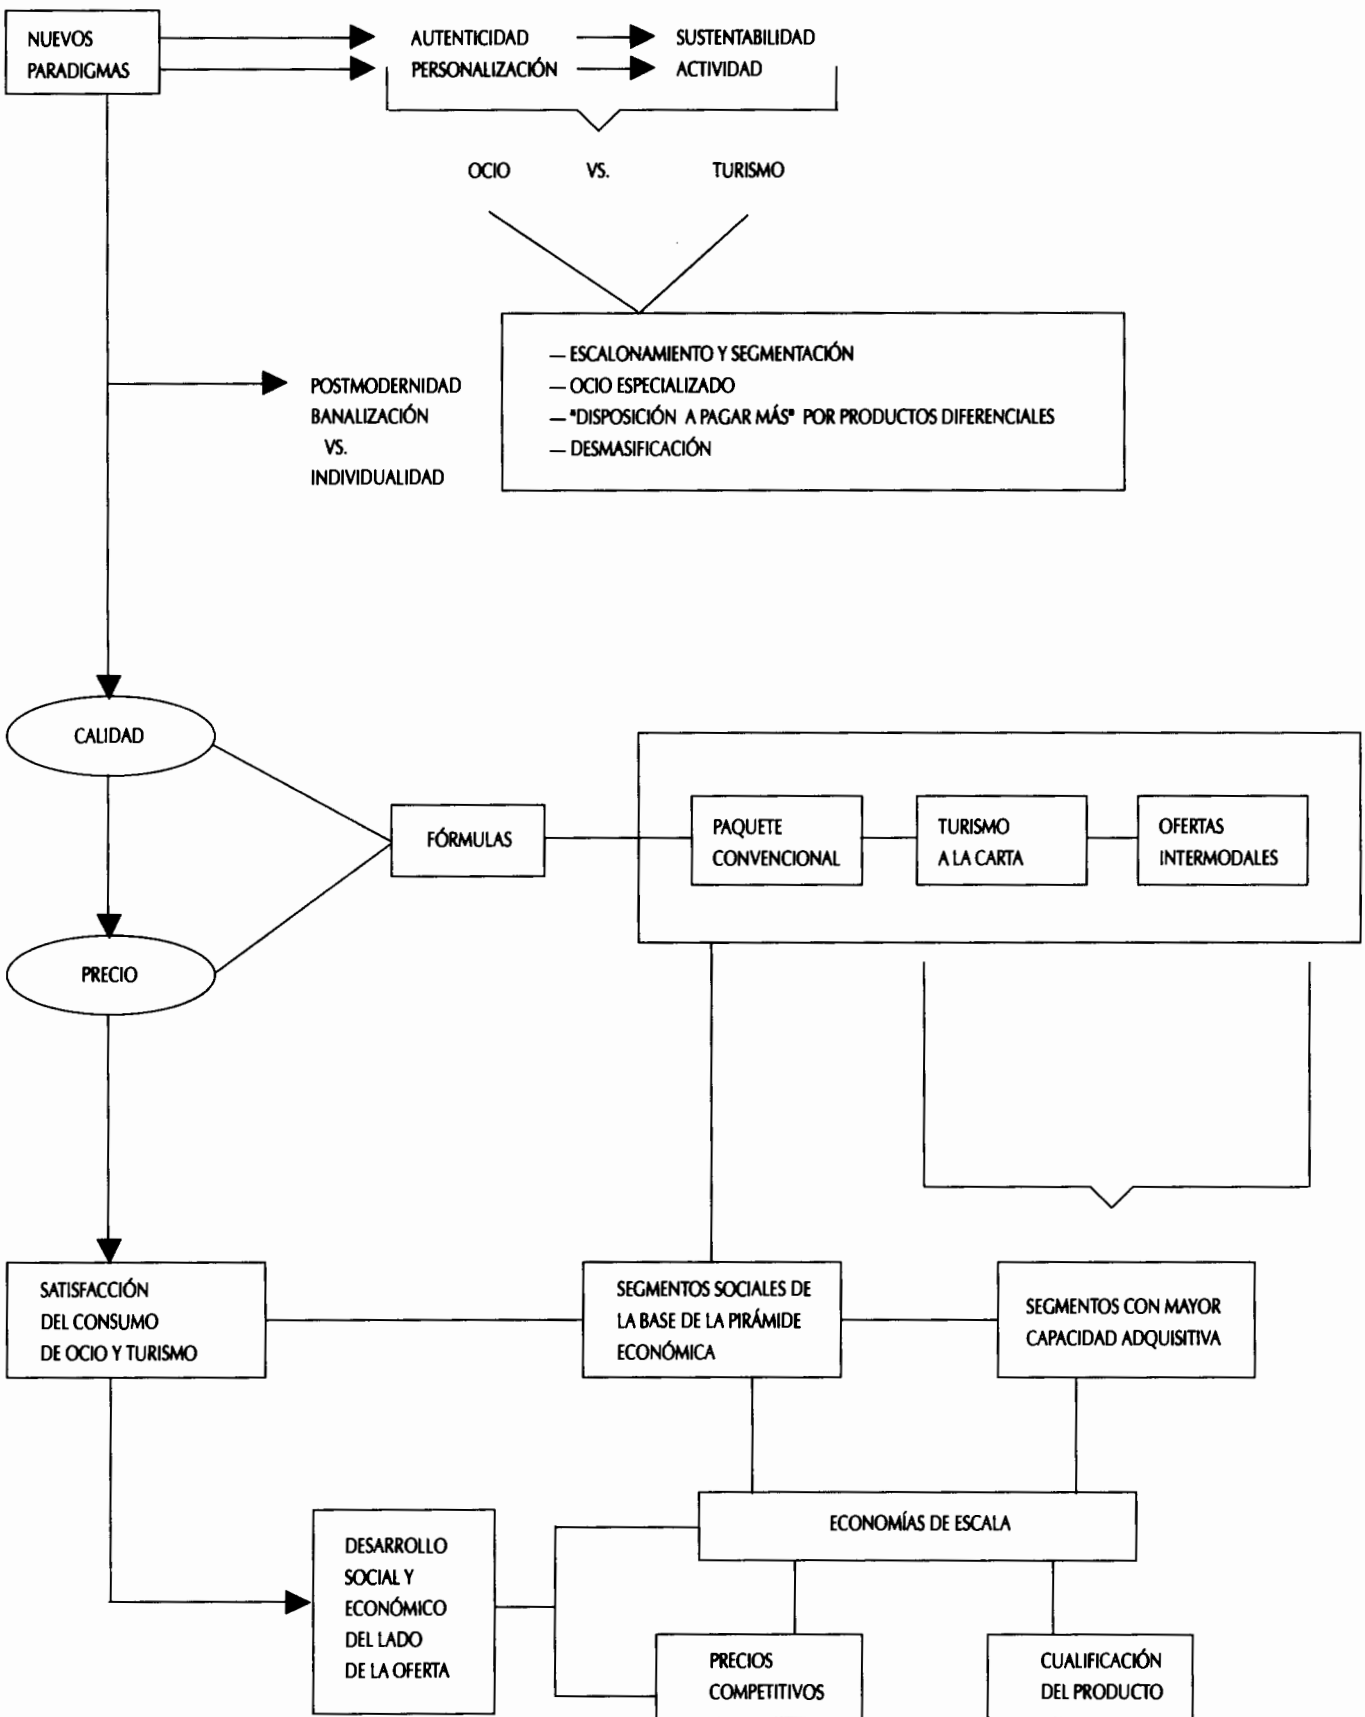 NUEVOS
PARADIGMAS
AUTENTICIDAD
SUSTENTABILIDAD
PERSONALIZACIÓN
ACTIVIDAD
OCIO VS. TURISMO
— ESCALONAMIENTO Y SEGMENTACIÓN
— OCIO ESPECIALIZADO
— "DISPOSICIÓN A PAGAR MÁS" POR PRODUCTOS DIFERENCIALES
— DESMASIFICACIÓN
POSTMODERNIDAD
BANALIZACIÓN
VS.
INDIVIDUALIDAD
CALIDAD
PRECIO
FÓRMULAS
PAQUETE
CONVENCIONAL
TURISMO
A LA CARTA
OFERTAS
INTERMODALES
SATISFACCIÓN
DEL CONSUMO
DE OCIO Y TURISMO
SEGMENTOS SOCIALES DE
LA BASE DE LA PIRÁMIDE
ECONÓMICA
SEGMENTOS CON MAYOR
CAPACIDAD ADQUISITIVA
DESARROLLO
SOCIAL Y
ECONÓMICO
DEL LADO
DE LA OFERTA
ECONOMÍAS DE ESCALA
PRECIOS
COMPETITIVOS
CUALIFICACIÓN
DEL PRODUCTO